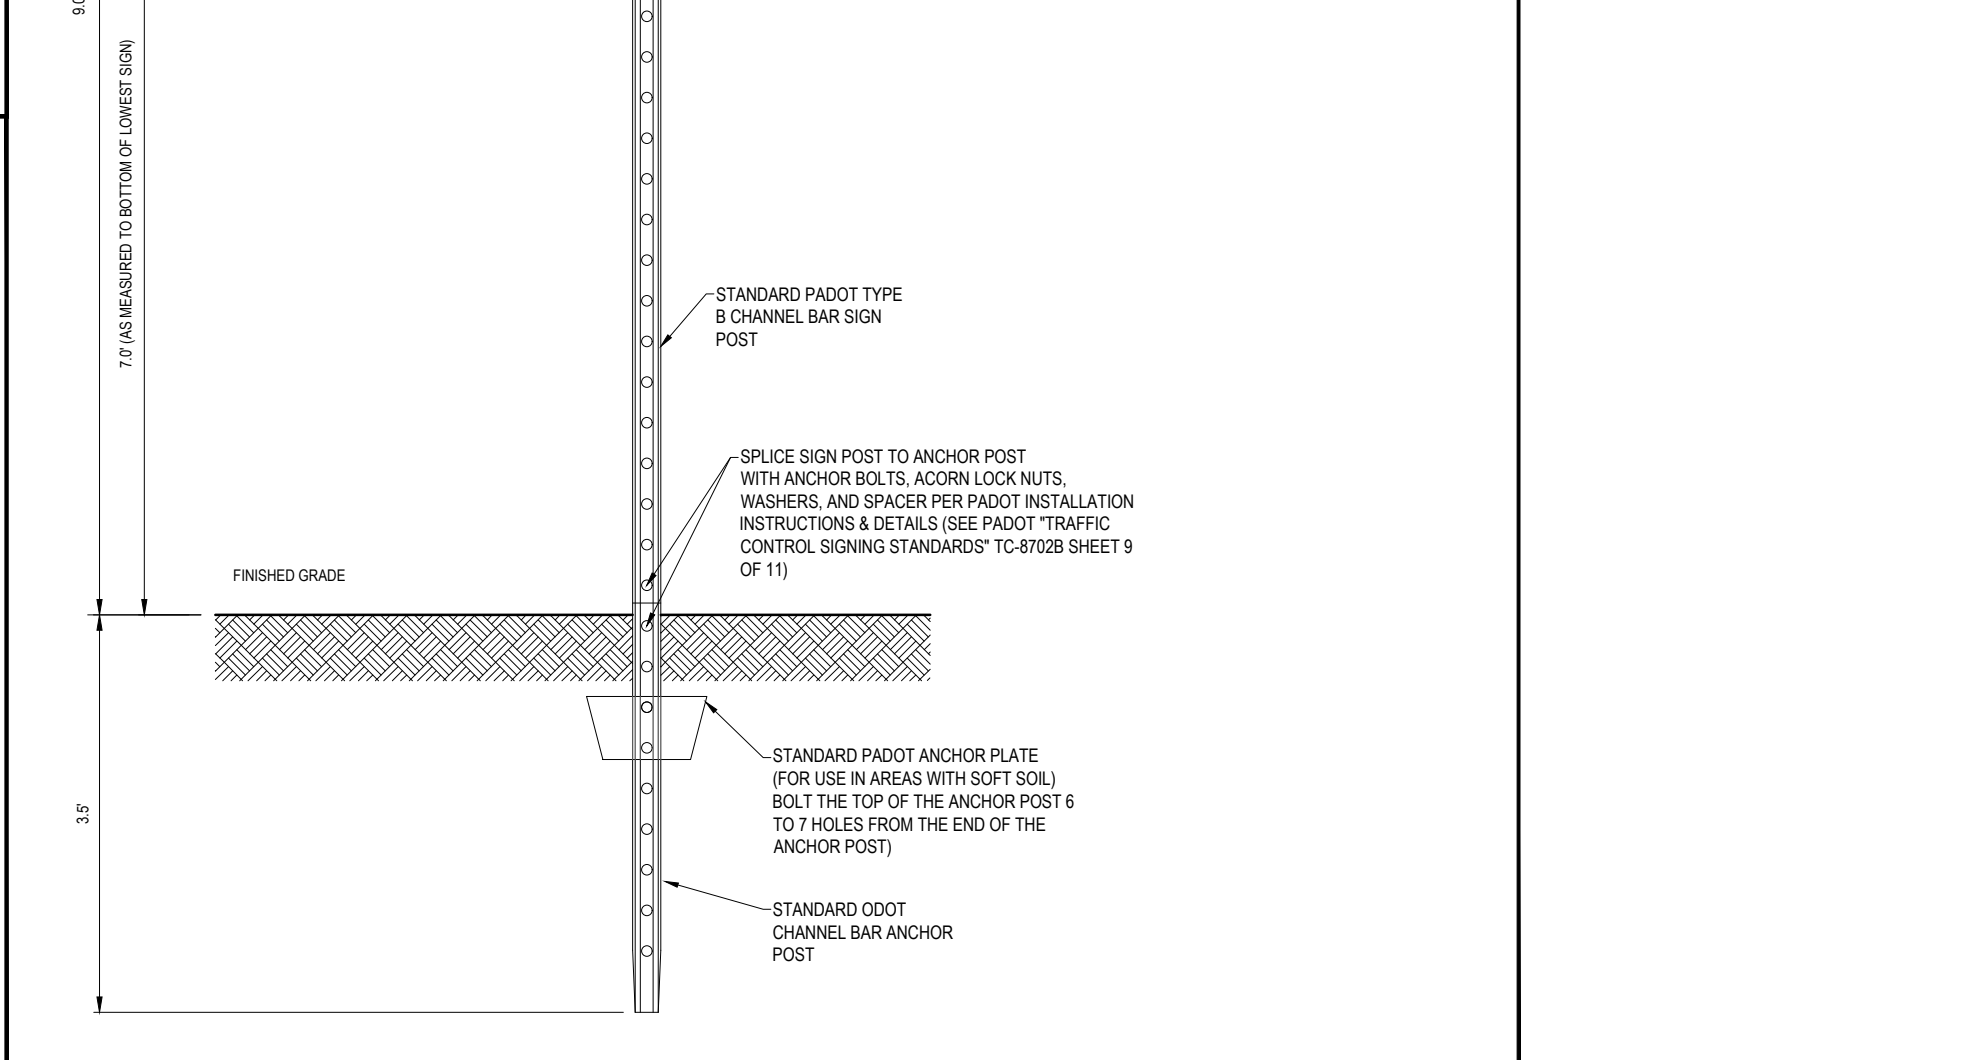 9.0
7.0' (AS MEASURED TO BOTTOM OF LOWEST SIGN)
STANDARD PADOT TYPE
B CHANNEL BAR SIGN
POST
SPLICE SIGN POST TO ANCHOR POST
WITH ANCHOR BOLTS, ACORN LOCK NUTS,
WASHERS, AND SPACER PER PADOT INSTALLATION
INSTRUCTIONS & DETAILS (SEE PADOT "TRAFFIC
CONTROL SIGNING STANDARDS" TC-8702B SHEET 9
OF 11)
FINISHED GRADE
STANDARD PADOT ANCHOR PLATE
(FOR USE IN AREAS WITH SOFT SOIL)
BOLT THE TOP OF THE ANCHOR POST 6
TO 7 HOLES FROM THE END OF THE
ANCHOR POST)
3.5'
STANDARD ODOT
CHANNEL BAR ANCHOR
POST